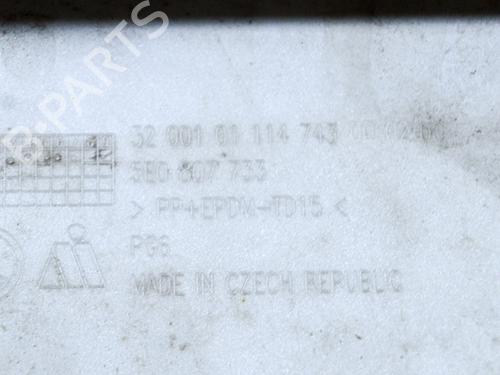 B-PARTS
32 001 01 114 743
5E0 807 733
> PP+EPDM-TD15 <
PG6
MADE IN CZECH REPUBLIC